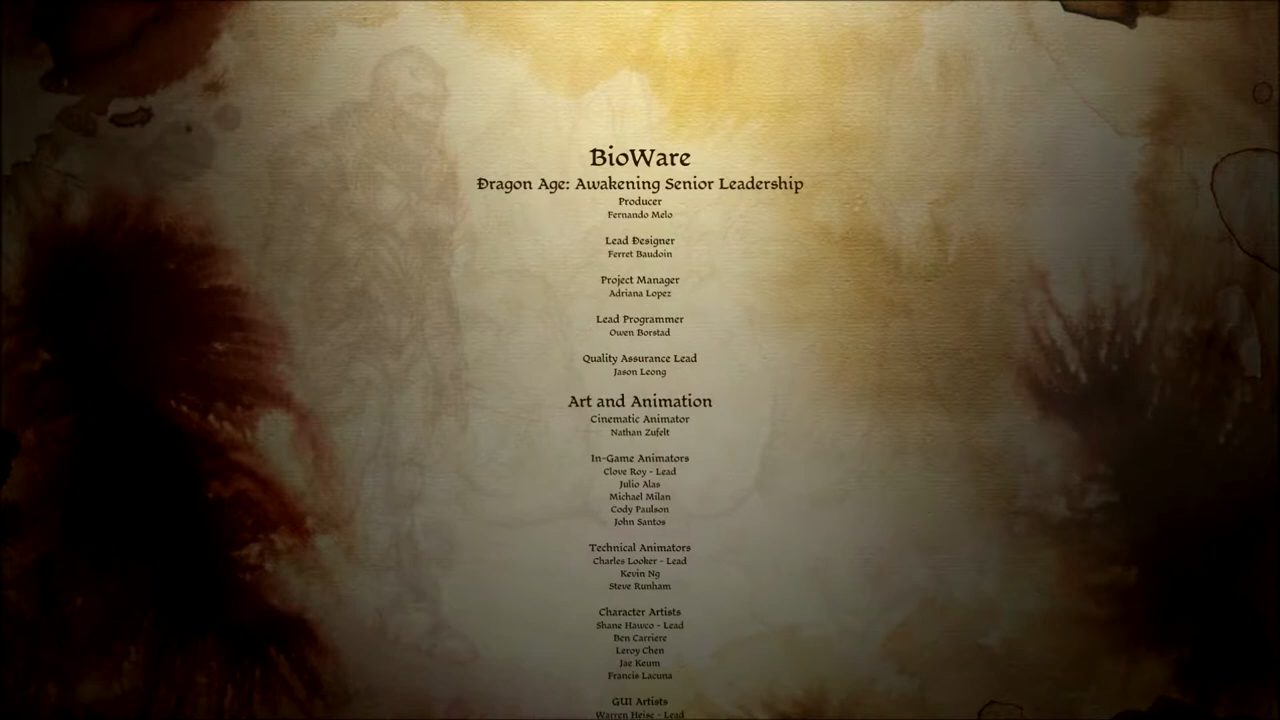 BioWare
Dragon Age: Awakening Senior Leadership
Producer
Fernando Melo
Lead Designer
Ferret Baudoin
Project Manager
Adriana Lopez
Lead Programmer
Owen Borstad
Quality Assurance Lead
Jason Leong
Art and Animation
Cinematic Animator
Nathan Zufelt
In-Game Animators
Clove Roy - Lead
Julio Alas
Michael Milan
Cody Paulson
John Santos
Technical Animators
Charles Looker - Lead
Kevin Ng
Steve Runham
Character Artists
Shane Hawco - Lead
Ben Carriere
Leroy Chen
Jae Keum
Francis Lacuna
GUI Artists
Warren Heise - Lead